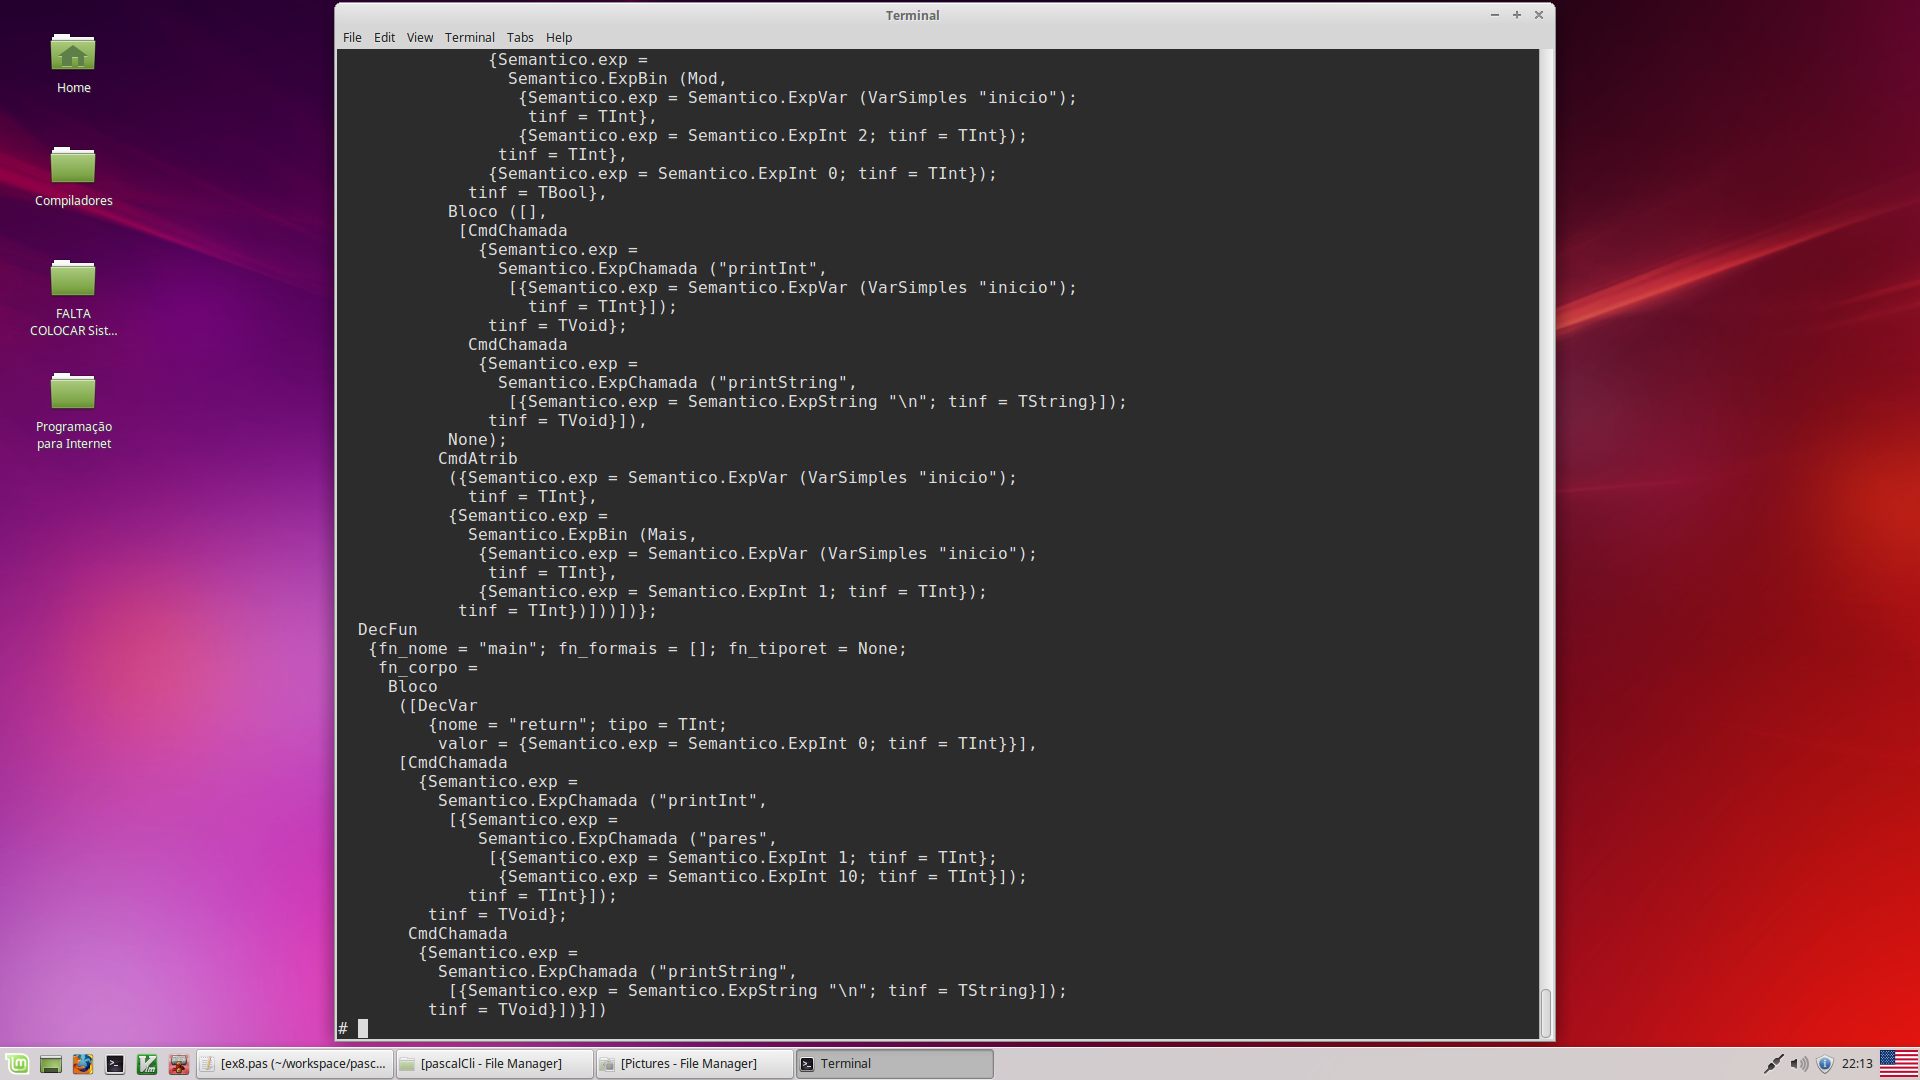 Terminal
File Edit View Terminal Tabs Help
Home
Compiladores
FALTA
COLOCAR Sist...
Programação
para Internet
{Semantico.exp =
Semantico.ExpBin (Mod,
{Semantico.exp = Semantico.ExpVar (VarSimples "inicio");
tinf = TInt},
{Semantico.exp = Semantico.ExpInt 2; tinf = TInt});
tinf = TInt},
{Semantico.exp = Semantico.ExpInt 0; tinf = TInt});
tinf = TBool},
Bloco ([],
[CmdChamada
{Semantico.exp =
Semantico.ExpChamada ("printInt",
[{Semantico.exp = Semantico.ExpVar (VarSimples "inicio");
tinf = TInt}]);
tinf = TVoid};
CmdChamada
{Semantico.exp =
Semantico.ExpChamada ("printString",
[{Semantico.exp = Semantico.ExpString "\n"; tinf = TString}]);
tinf = TVoid}]),
None);
CmdAtrib
({Semantico.exp = Semantico.ExpVar (VarSimples "inicio");
tinf = TInt},
{Semantico.exp =
Semantico.ExpBin (Mais,
{Semantico.exp = Semantico.ExpVar (VarSimples "inicio");
tinf = TInt},
{Semantico.exp = Semantico.ExpInt 1; tinf = TInt});
tinf = TInt})]))])};
DecFun
{fn_nome = "main"; fn_formais = []; fn_tiporet = None;
fn_corpo =
Bloco
([DecVar
{nome = "return"; tipo = TInt;
valor = {Semantico.exp = Semantico.ExpInt 0; tinf = TInt}}],
[CmdChamada
{Semantico.exp =
Semantico.ExpChamada ("printInt",
[{Semantico.exp =
Semantico.ExpChamada ("pares",
[{Semantico.exp = Semantico.ExpInt 1; tinf = TInt};
{Semantico.exp = Semantico.ExpInt 10; tinf = TInt}]);
tinf = TInt}]);
tinf = TVoid};
CmdChamada
{Semantico.exp =
Semantico.ExpChamada ("printString",
[{Semantico.exp = Semantico.ExpString "\n"; tinf = TString}]);
tinf = TVoid}])}])
#
[ex8.pas (~/workspace/pasc... [pascalCli - File Manager] [Pictures - File Manager] Terminal 22:13